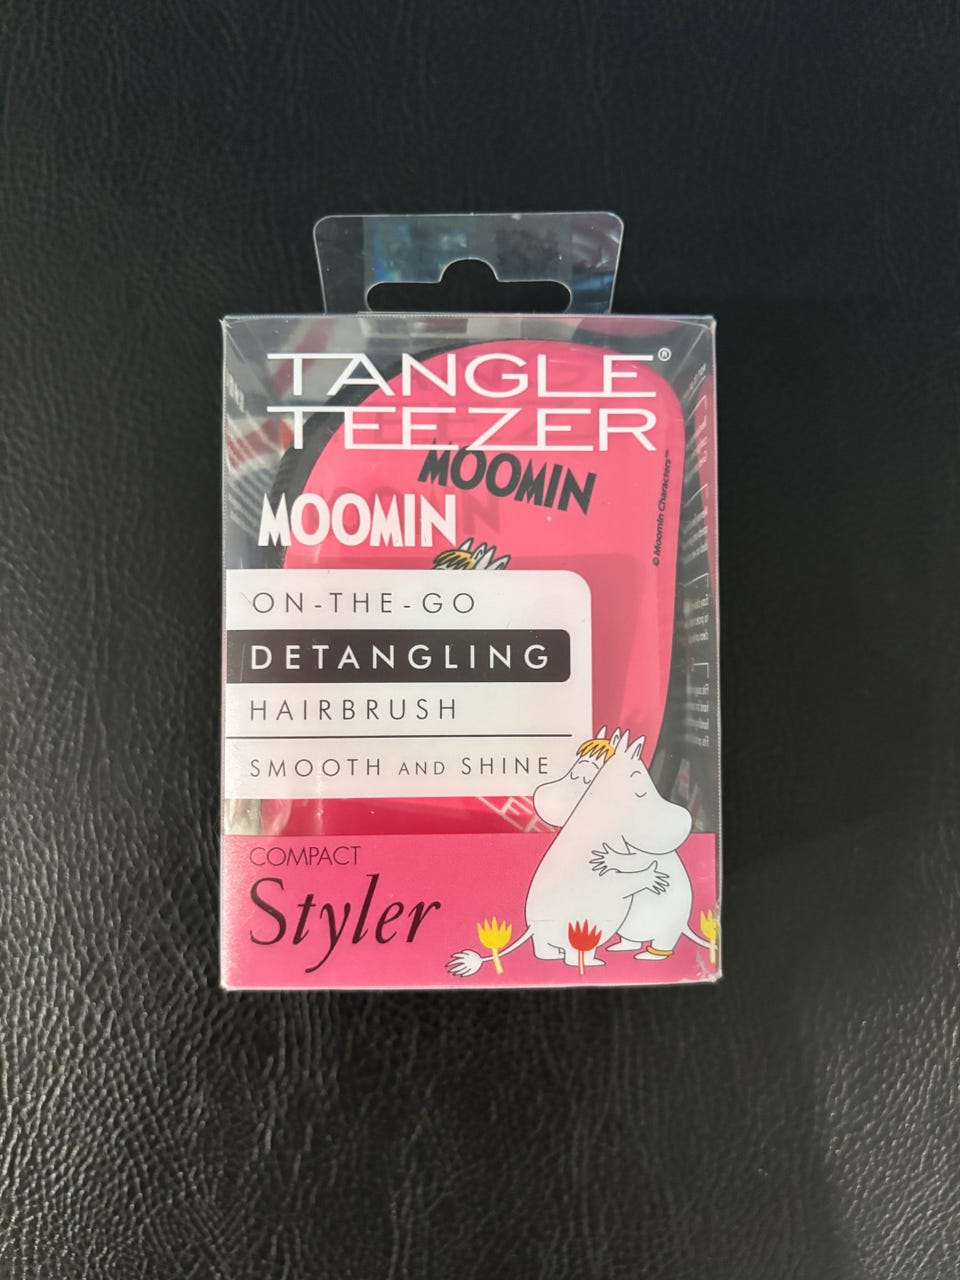 TANGLE®
TEEZER
MOOMIN
MOOMIN
© Moomin Characters™
ON-THE-GO
DETANGLING
HAIRBRUSH
SMOOTH AND SHINE
COMPACT
Styler